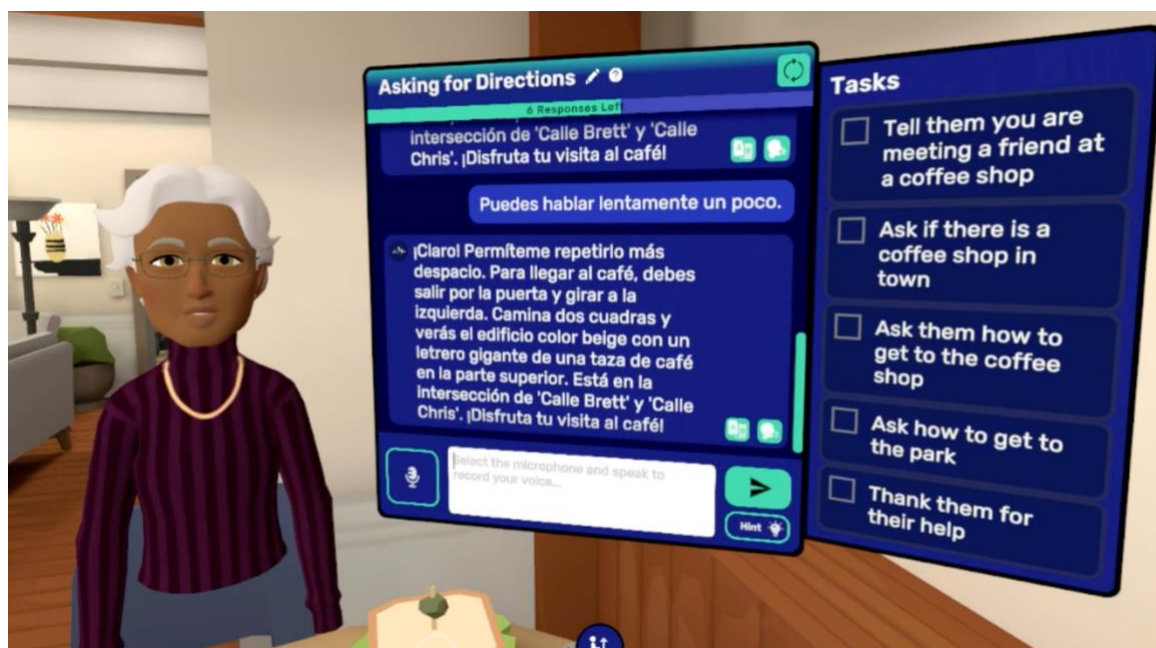 Asking for Directions
6 Responses Left
intersección de 'Calle Brett' y 'Calle
Chris'. ¡Disfruta tu visita al café!
Puedes hablar lentamente un poco.
¡Claro! Permíteme repetirlo más
despacio. Para llegar al café, debes
salir por la puerta y girar a la
izquierda. Camina dos cuadras y
verás el edificio color beige con un
letrero gigante de una taza de café
en la parte superior. Está en la
intersección de 'Calle Brett' y 'Calle
Chris'. ¡Disfruta tu visita al café!
Select the microphone and speak to
record your voice...
Hint
Tasks
Tell them you are
meeting a friend at
a coffee shop
Ask if there is a
coffee shop in
town
Ask them how to
get to the coffee
shop
Ask how to get to
the park
Thank them for
their help